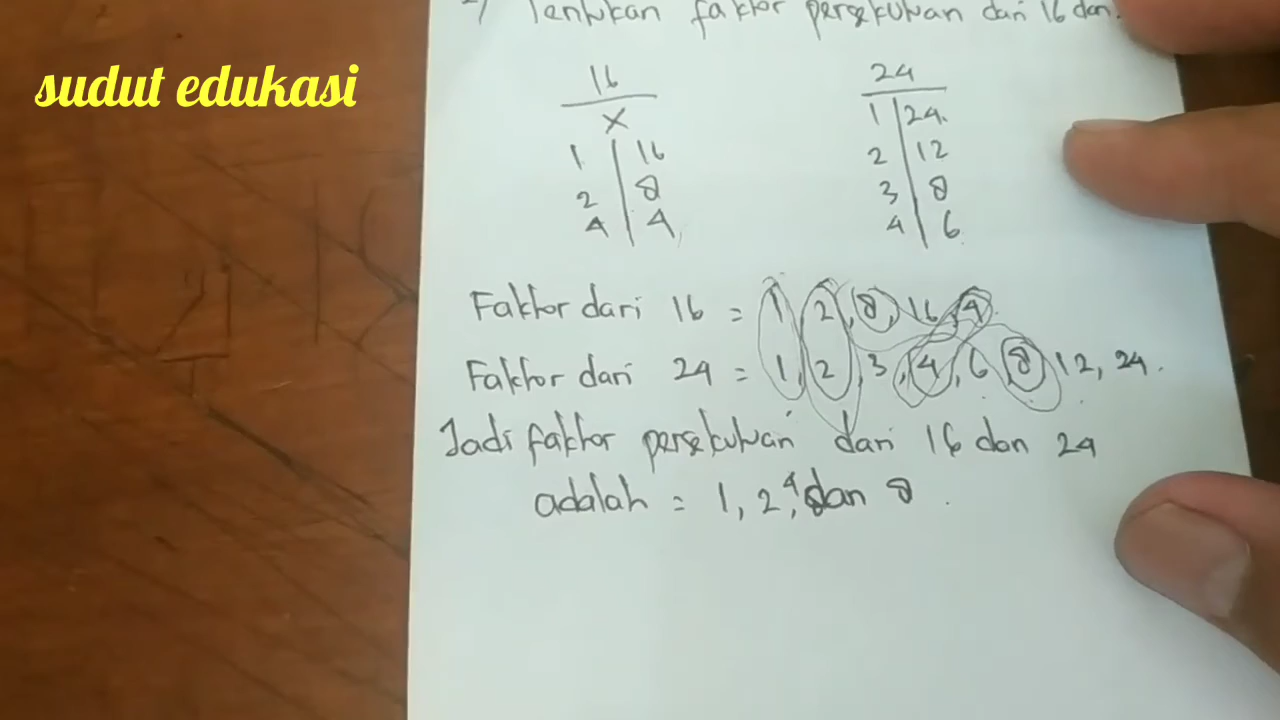 sudut edukasi
2) Tentukan faktor persekutuan dari 16 dan
16
x
1 | 16
2 | 8
4 | 4
24
1 | 24
2 | 12
3 | 8
4 | 6
Faktor dari 16 = 1, 2, 8, 16, 4.
Faktor dari 24 = 1, 2, 3, 4, 6, 8, 12, 24.
Jadi faktor persekutuan dari 16 dan 24
adalah = 1, 2, 4, dan 8.